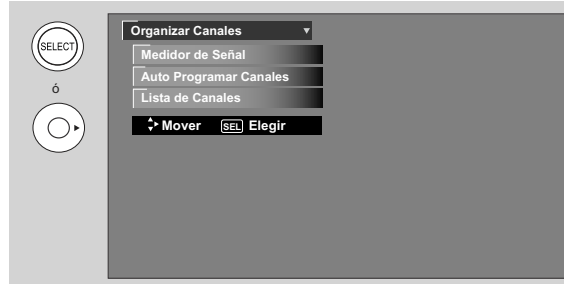 SELECT
ó
Organizar Canales
Medidor de Señal
Auto Programar Canales
Lista de Canales
Mover SEL Elegir